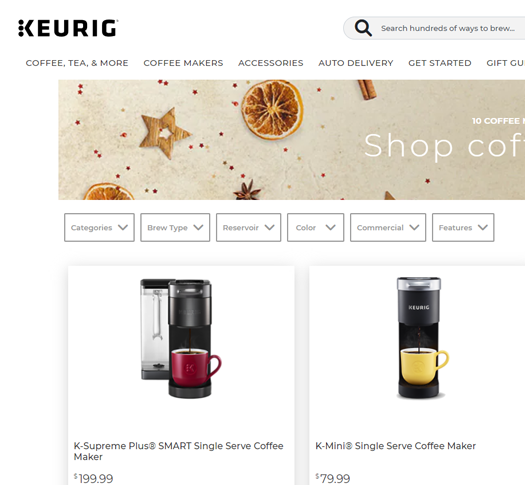 KEURIG
Search hundreds of ways to brew...
COFFEE, TEA, & MORE COFFEE MAKERS ACCESSORIES AUTO DELIVERY GET STARTED GIFT GU
10 COFFEE
Shop cof
Categories Brew Type Reservoir Color Commercial Features
KEURIG
K-Supreme Plus® SMART Single Serve Coffee
Maker
$199.99
K-Mini® Single Serve Coffee Maker
$79.99